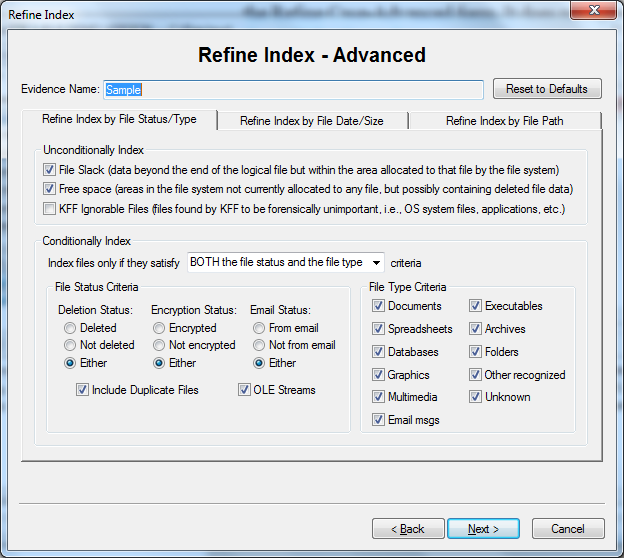 Refine Index
Refine Index - Advanced
Evidence Name: Sample Reset to Defaults
Refine Index by File Status/Type Refine Index by File Date/Size Refine Index by File Path
Unconditionally Index
File Slack (data beyond the end of the logical file but within the area allocated to that file by the file system)
Free space (areas in the file system not currently allocated to any file, but possibly containing deleted file data)
KFF Ignorable Files (files found by KFF to be forensically unimportant, i.e., OS system files, applications, etc.)
Conditionally Index
Index files only if they satisfy BOTH the file status and the file type criteria
File Status Criteria
Deletion Status: Encryption Status: Email Status:
Deleted Encrypted From email
Not deleted Not encrypted Not from email
Either Either Either
Include Duplicate Files OLE Streams
File Type Criteria
Documents Executables
Spreadsheets Archives
Databases Folders
Graphics Other recognized
Multimedia Unknown
Email msgs
< Back Next > Cancel